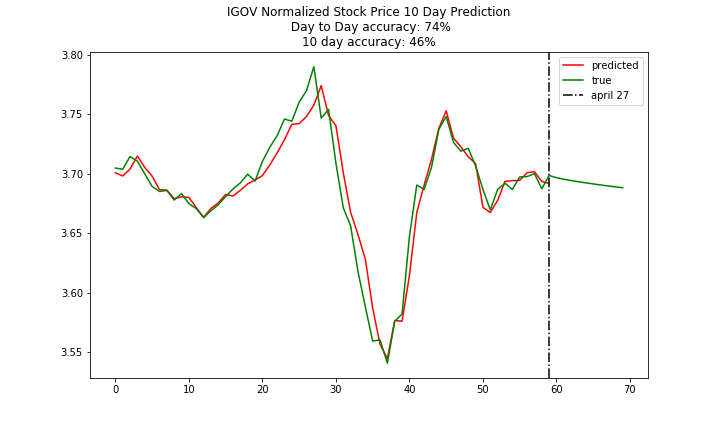 IGOV Normalized Stock Price 10 Day Prediction
Day to Day accuracy: 74%
10 day accuracy: 46%
3.80
3.75
3.70
3.65
3.60
3.55
predicted
true
april 27
0
10
20
30
40
50
60
70